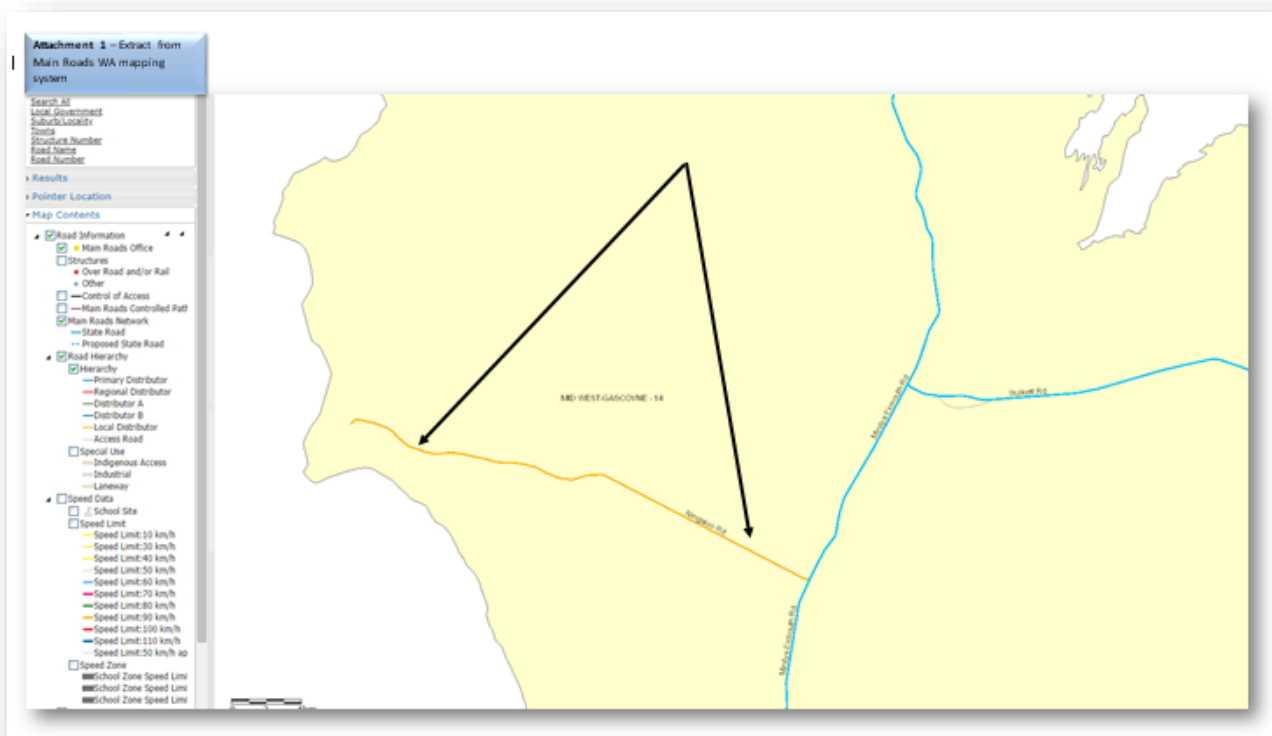 Attachment 1 – Extract from
Main Roads WA mapping
system
Search All
Local Government
Suburb/Locality
Towns
Structure Number
Road Name
Road Number
Results
Pointer Location
Map Contents
Road Information
Main Roads Office
Structures
Over Road and/or Rail
Other
Control of Access
Main Roads Controlled Patl
Main Roads Network
State Road
Proposed State Road
Road Hierarchy
Hierarchy
Primary Distributor
Regional Distributor
Distributor A
Distributor B
Local Distributor
Access Road
Special Use
Indigenous Access
Industrial
Laneway
Speed Data
School Site
Speed Limit
Speed Limit:10 km/h
Speed Limit:30 km/h
Speed Limit:40 km/h
Speed Limit:50 km/h
Speed Limit:60 km/h
Speed Limit:70 km/h
Speed Limit:80 km/h
Speed Limit:90 km/h
Speed Limit:100 km/h
Speed Limit:110 km/h
Speed Limit:50 km/h ap
Speed Zone
School Zone Speed Limi
School Zone Speed Limi
School Zone Speed Limi
MID WEST-GASCOYNE - 14
Minilya Exmouth Rd
Burkett Rd
Ningaloo Rd
Minilya Exmouth Rd